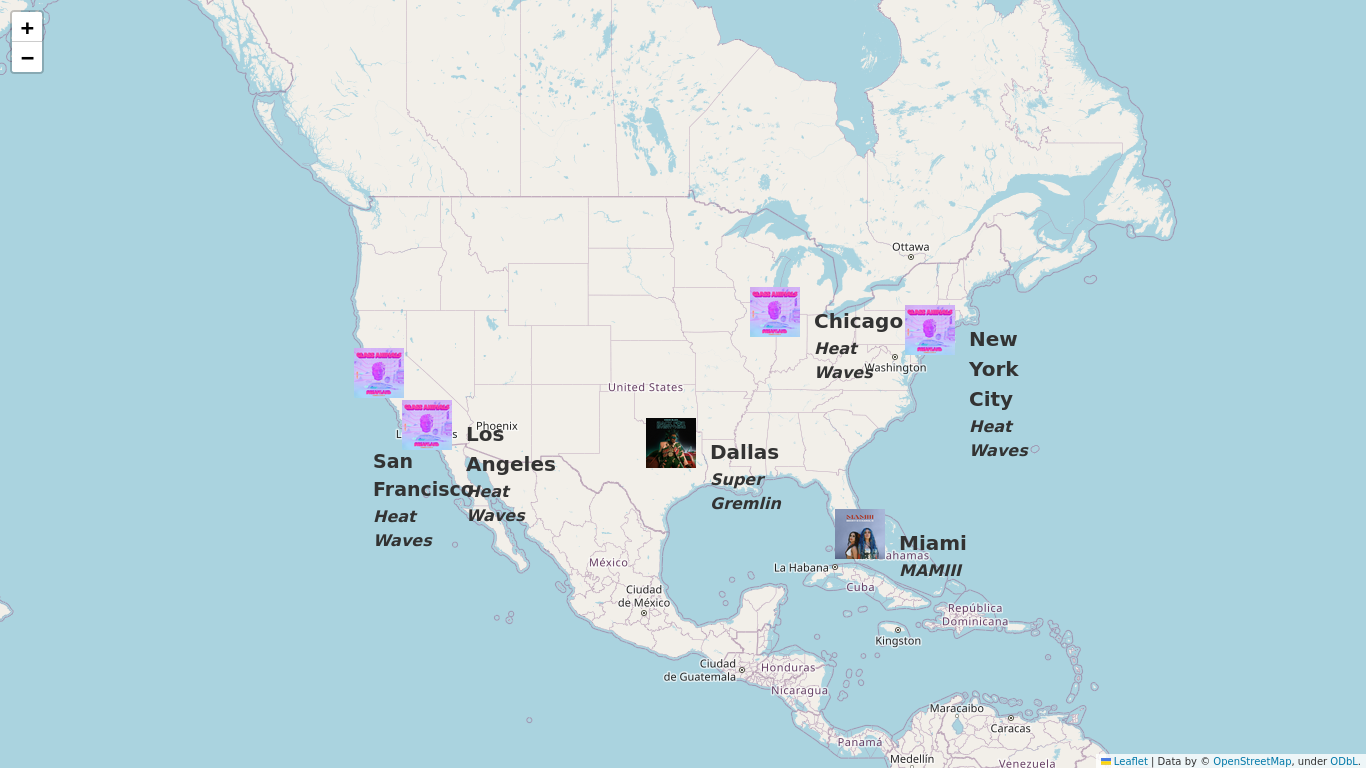 +
−
Ottawa
Chicago
Heat
Waves
Washington
New
York
City
Heat
Waves
United States
Phoenix
Los
Angeles
Heat
Waves
San
Francisco
Heat
Waves
Dallas
Super
Gremlin
MAMIII
Miami
MAMIII
ahamas
La Habana
Cuba
México
Ciudad
de México
República
Dominicana
Kingston
Ciudad
de Guatemala
Honduras
Nicaragua
Maracaibo
Caracas
Panamá
Medellín
Venezuela
Leaflet | Data by © OpenStreetMap, under ODbL.